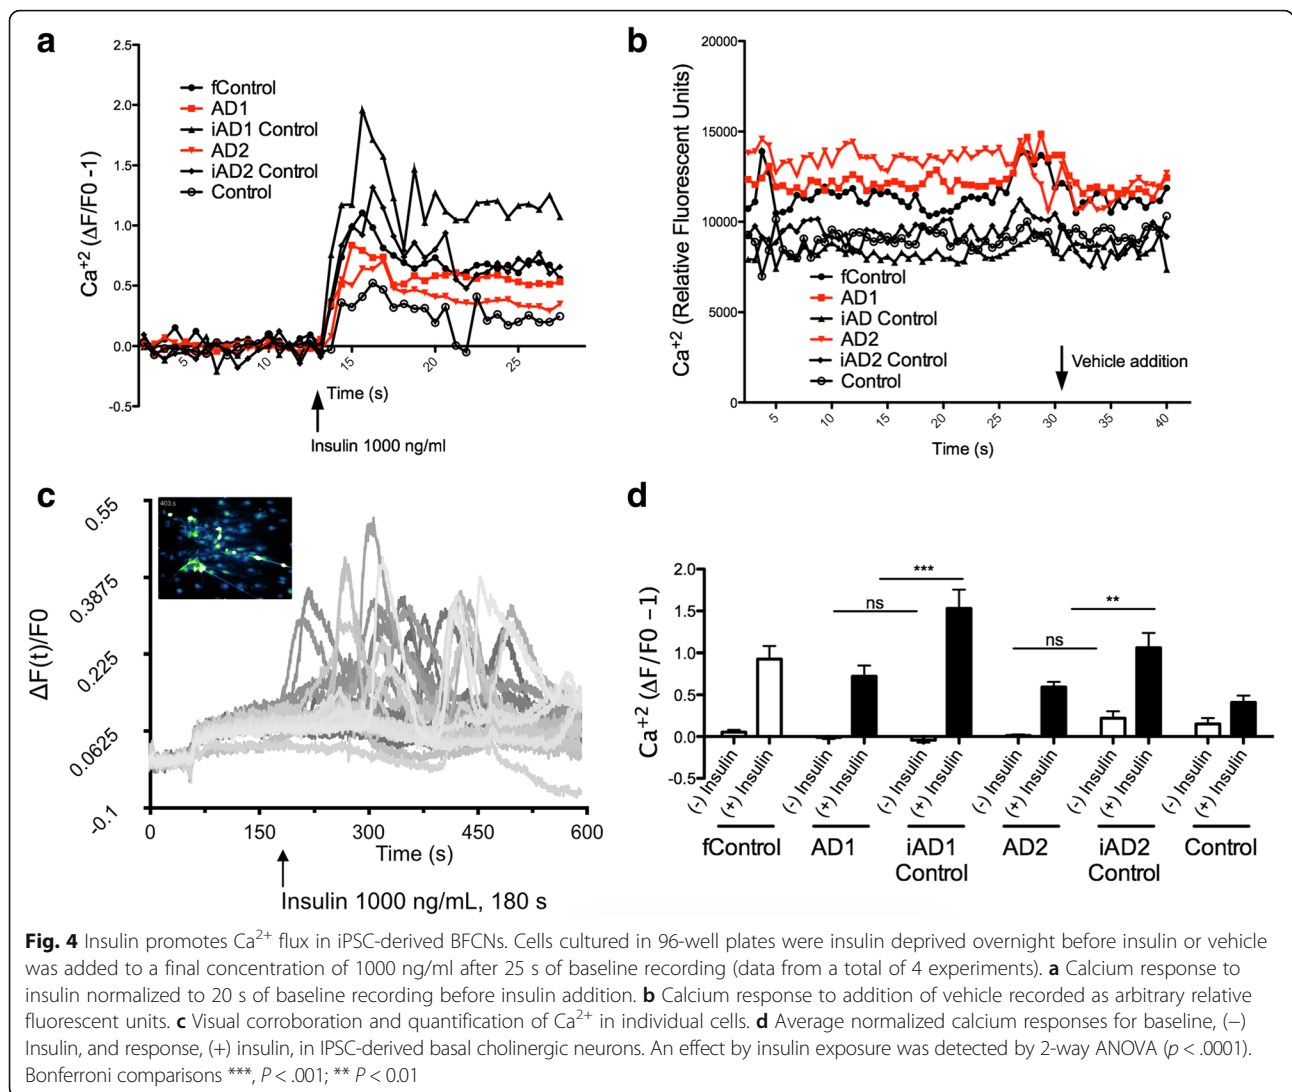 a
2.5
2.0
1.5
1.0
0.5
0.0
-0.5
Ca+2 (ΔF/F0 -1)
fControl
AD1
iAD1 Control
AD2
iAD2 Control
Control
5
10
15
20
25
Time (s)
Insulin 1000 ng/ml
b
20000
15000
10000
5000
0
Ca+2 (Relative Fluorescent Units)
fControl
AD1
iAD Control
AD2
iAD2 Control
Control
Vehicle addition
5
10
15
20
25
30
35
40
Time (s)
c
0.55
0.3875
0.225
0.0625
-0.1
ΔF(t)/F0
403 s
0
150
300
450
600
Time (s)
Insulin 1000 ng/mL, 180 s
d
2.0
1.5
1.0
0.5
0.0
-0.5
Ca+2 (ΔF/F0 -1)
ns
***
ns
**
(-) Insulin
(+) Insulin
(-) Insulin
(+) Insulin
(-) Insulin
(+) Insulin
(-) Insulin
(+) Insulin
(-) Insulin
(+) Insulin
(-) Insulin
(+) Insulin
fControl
AD1
iAD1
Control
AD2
iAD2
Control
Control
Fig. 4 Insulin promotes Ca2+ flux in iPSC-derived BFCNs. Cells cultured in 96-well plates were insulin deprived overnight before insulin or vehicle
was added to a final concentration of 1000 ng/ml after 25 s of baseline recording (data from a total of 4 experiments). a Calcium response to
insulin normalized to 20 s of baseline recording before insulin addition. b Calcium response to addition of vehicle recorded as arbitrary relative
fluorescent units. c Visual corroboration and quantification of Ca2+ in individual cells. d Average normalized calcium responses for baseline, (−)
Insulin, and response, (+) insulin, in IPSC-derived basal cholinergic neurons. An effect by insulin exposure was detected by 2-way ANOVA (p < .0001).
Bonferroni comparisons ***, P < .001; ** P < 0.01